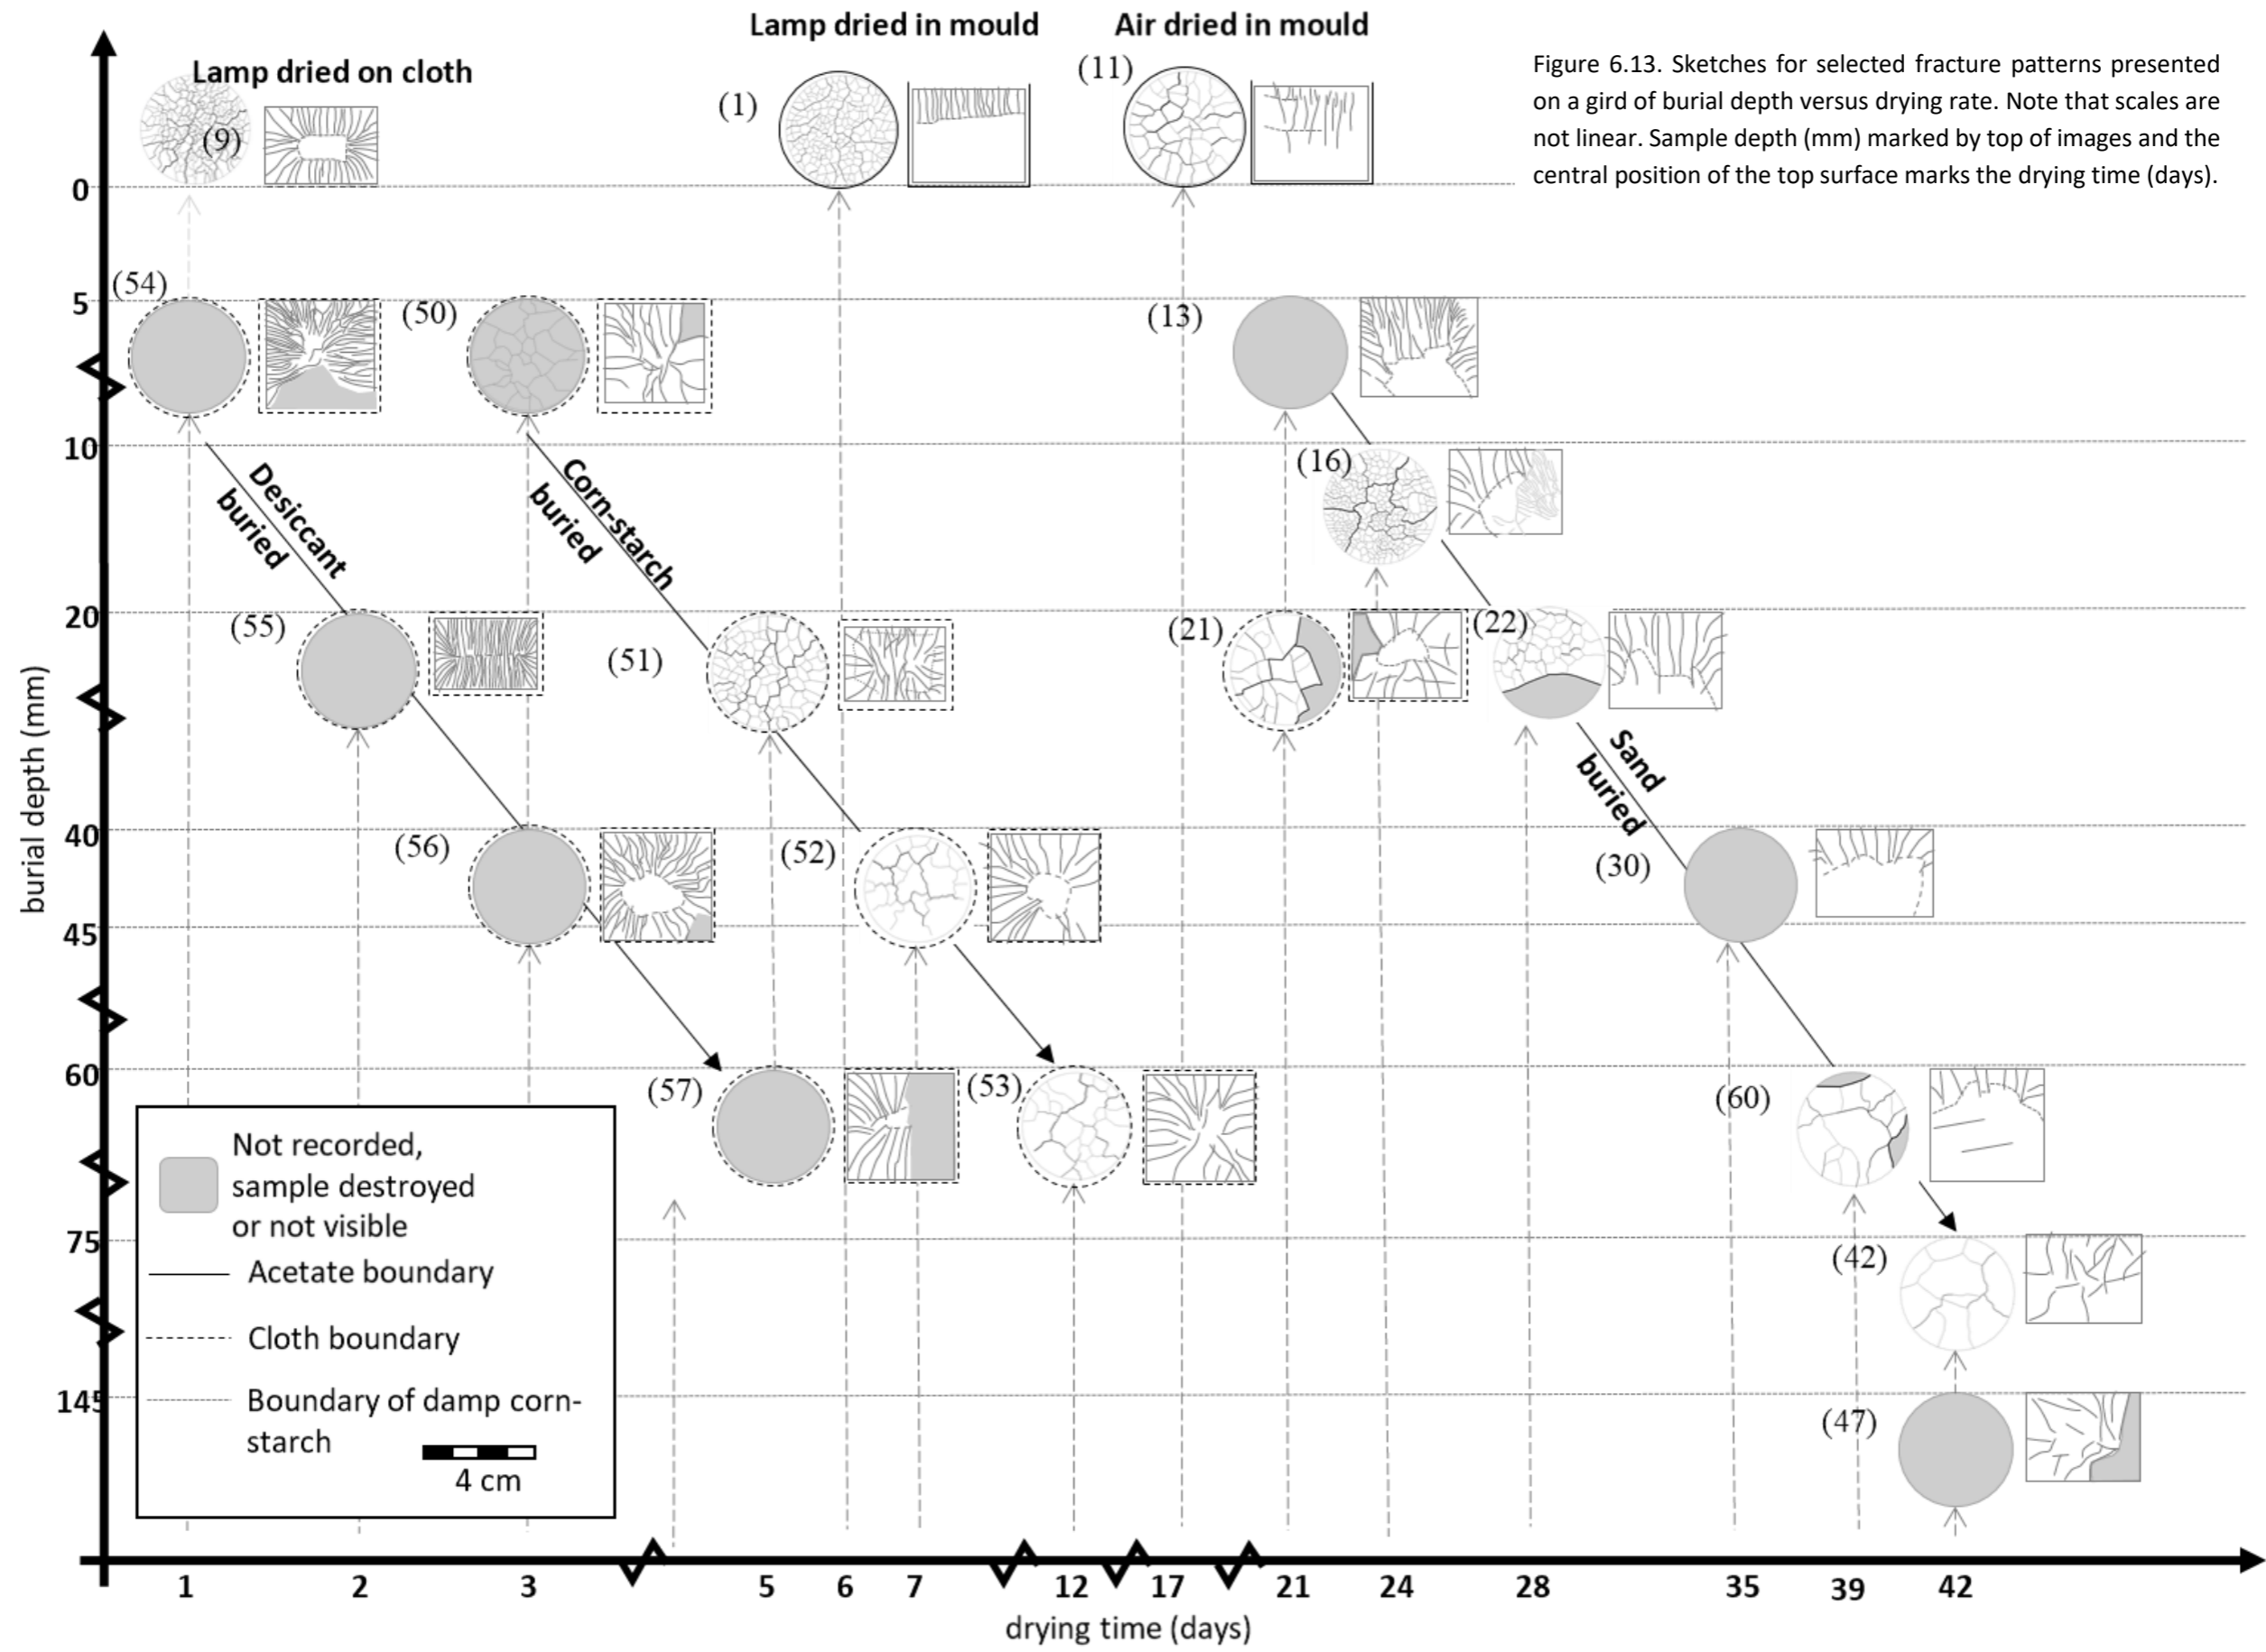 Lamp dried in mould
Air dried in mould
Figure 6.13. Sketches for selected fracture patterns presented
on a gird of burial depth versus drying rate. Note that scales are
not linear. Sample depth (mm) marked by top of images and the
central position of the top surface marks the drying time (days).
Lamp dried on cloth
(9)
(1)
(11)
0
(54)
5
(50)
(13)
10
Desiccant
buried
Corn-starch
buried
(16)
20
(55)
(51)
(21)
(22)
Sand
buried
burial depth (mm)
40
(56)
(52)
(30)
45
60
(57)
(53)
(60)
75
(42)
145
(47)
Not recorded,
sample destroyed
or not visible
Acetate boundary
Cloth boundary
Boundary of damp corn-
starch
4 cm
1
2
3
5
6
7
12
17
21
24
28
35
39
42
drying time (days)